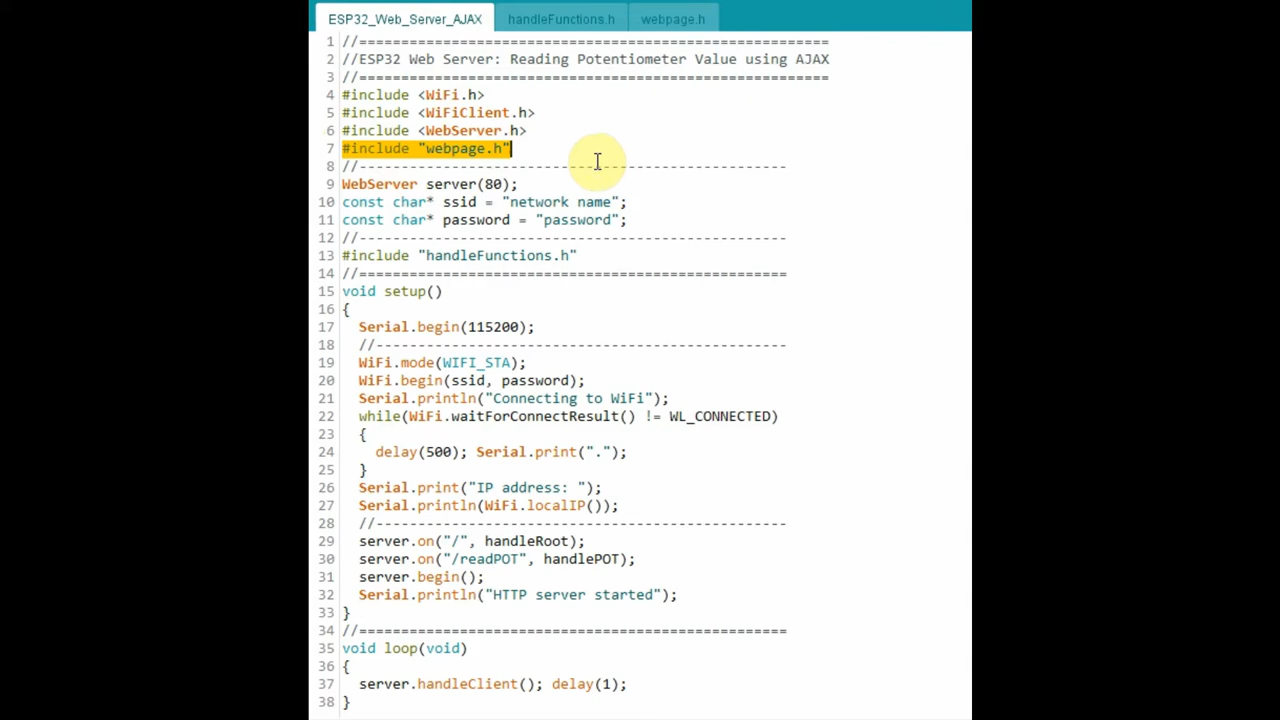 ESP32_Web_Server_AJAX handleFunctions.h webpage.h
1 //========================================================
2 //ESP32 Web Server: Reading Potentiometer Value using AJAX
3 //========================================================
4 #include <WiFi.h>
5 #include <WiFiClient.h>
6 #include <WebServer.h>
7 #include "webpage.h"
8 //---------------------------------------------------
9 WebServer server(80);
10 const char* ssid = "network name";
11 const char* password = "password";
12 //---------------------------------------------------
13 #include "handleFunctions.h"
14 //===================================================
15 void setup()
16 {
17   Serial.begin(115200);
18   //-------------------------------------------------
19   WiFi.mode(WIFI_STA);
20   WiFi.begin(ssid, password);
21   Serial.println("Connecting to WiFi");
22   while(WiFi.waitForConnectResult() != WL_CONNECTED)
23   {
24     delay(500); Serial.print(".");
25   }
26   Serial.print("IP address: ");
27   Serial.println(WiFi.localIP());
28   //-------------------------------------------------
29   server.on("/", handleRoot);
30   server.on("/readPOT", handlePOT);
31   server.begin();
32   Serial.println("HTTP server started");
33 }
34 //===================================================
35 void loop(void)
36 {
37   server.handleClient(); delay(1);
38 }